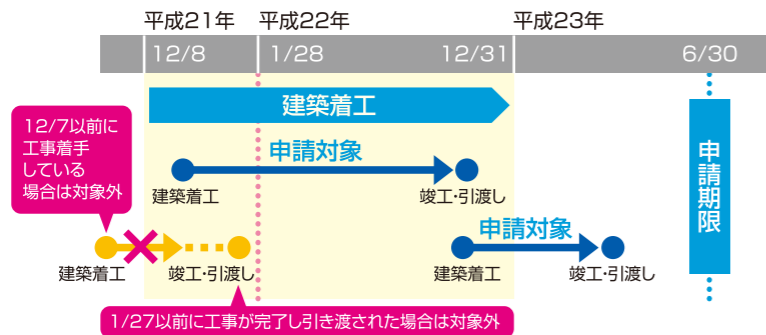 平成21年 平成22年 平成23年
12/8 1/28 12/31 6/30
建築着工
12/7以前に
工事着手
している
場合は対象外
申請対象
建築着工 竣工・引渡し
申請期限
申請対象
建築着工 竣工・引渡し 建築着工 竣工・引渡し
1/27以前に工事が完了し引き渡された場合は対象外